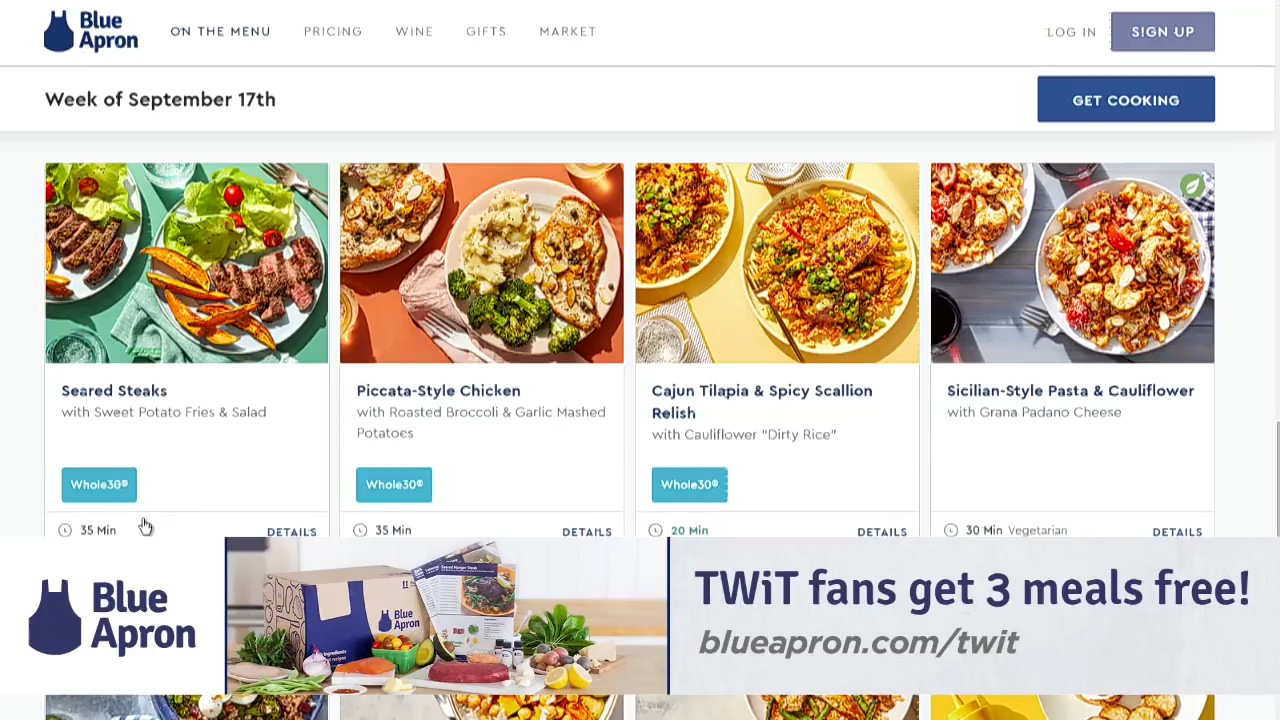 Blue
Apron
ON THE MENU
PRICING
WINE
GIFTS
MARKET
LOG IN
SIGN UP
Week of September 17th
GET COOKING
Seared Steaks
with Sweet Potato Fries & Salad
Whole30®
35 Min
DETAILS
Piccata-Style Chicken
with Roasted Broccoli & Garlic Mashed
Potatoes
Whole30®
35 Min
DETAILS
Cajun Tilapia & Spicy Scallion
Relish
with Cauliflower "Dirty Rice"
Whole30®
20 Min
DETAILS
Sicilian-Style Pasta & Cauliflower
with Grana Padano Cheese
30 Min Vegetarian
DETAILS
Blue
Apron
Blue
Apron
TWiT fans get 3 meals free!
blueapron.com/twit